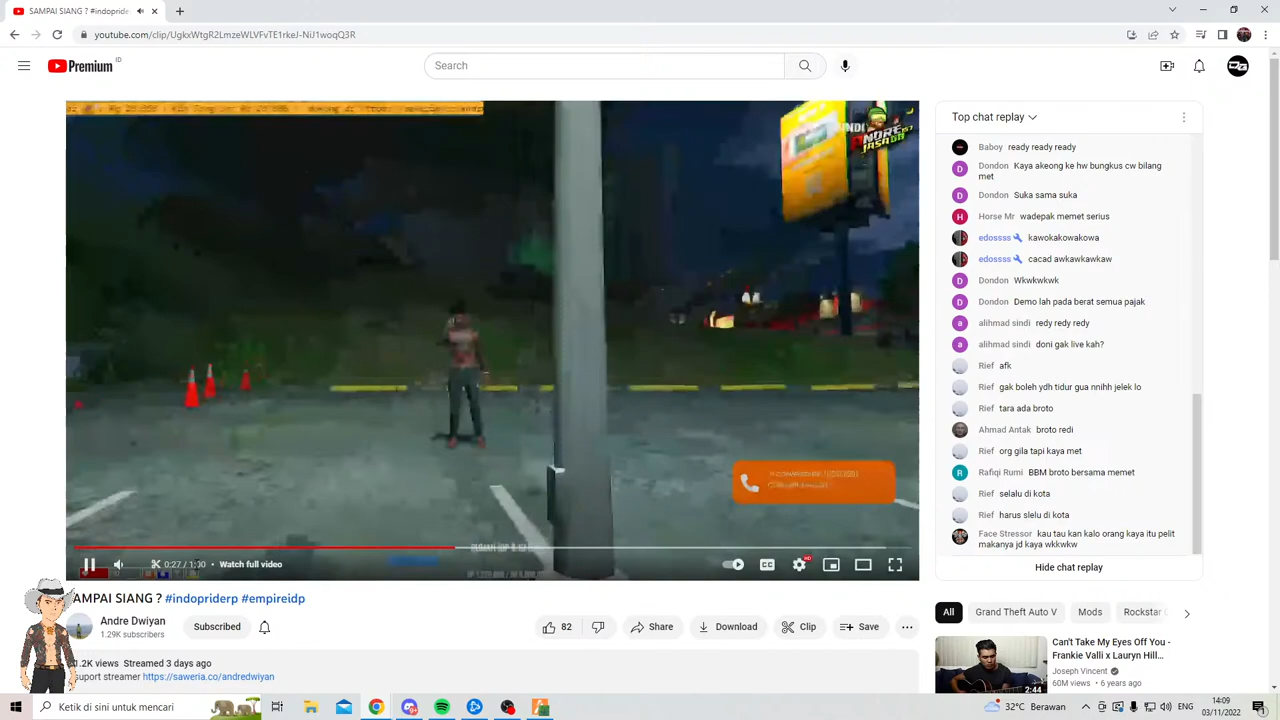 SAMPAI SIANG ? #indopride
youtube.com/clip/UgkxWtgR2LmzeWLVFvTE1rkeJ-NiJ1woqQ3R
Premium ID
Search
Top chat replay
Baboy ready ready ready
Dondon Kaya akeong ke hw bungkus cw bilang
met
Dondon Suka sama suka
Horse Mr wadepak memet serius
edossss kawokakowakowa
edossss cacad awkawkawkaw
Dondon Wkwkwkwk
Dondon Demo lah pada berat semua pajak
alihmad sindi redy redy redy
alihmad sindi doni gak live kah?
Rief afk
Rief gak boleh ydh tidur gua nnihh jelek lo
Rief tara ada broto
Ahmad Antak broto redi
Rief org gila tapi kaya met
Rafiqi Rumi BBM broto bersama memet
Rief selalu di kota
Rief harus slelu di kota
Face Stressor kau tau kan kalo orang kaya itu pelit
makanya jd kaya wkkwkw
Hide chat replay
0:27 / 1:00 • Watch full video
AMPAI SIANG ? #indopriderp #empireidp
Andre Dwiyan
1.29K subscribers
Subscribed
82
Share
Download
Clip
Save
1.2K views Streamed 3 days ago
uport streamer https://saweria.co/andredwiyan
All
Grand Theft Auto V
Mods
Rockstar
Can't Take My Eyes Off You -
Frankie Valli x Lauryn Hill...
Joseph Vincent
60M views • 6 years ago
2:44
Ketik di sini untuk mencari
32°C Berawan
ENG
14:09
03/11/2022